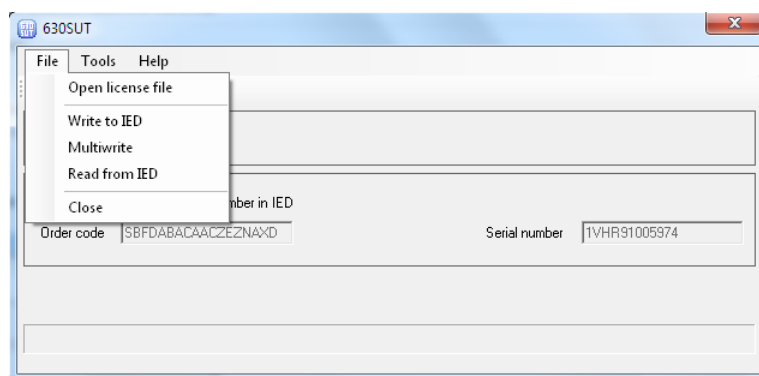 630SUT
File Tools Help
Open license file
Write to IED
Multiwrite
Read from IED
Close
number in IED
Order code SBFDABACAACZEZNAXD Serial number 1VHR91005974